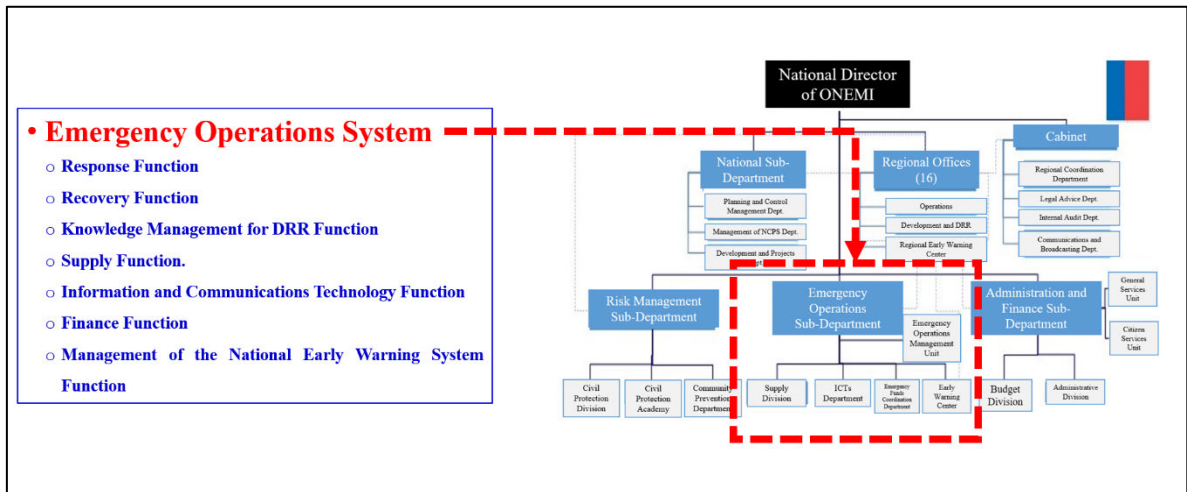 • Emergency Operations System
o Response Function
o Recovery Function
o Knowledge Management for DRR Function
o Supply Function.
o Information and Communications Technology Function
o Finance Function
o Management of the National Early Warning System
Function
National Director
of ONEMI
Cabinet
Regional Coordination
Department
Legal Advice Dept.
Internal Audit Dept.
Communications and
Broadcasting Dept.
National Sub-
Department
Planning and Control
Management Dept.
Management of NCPS Dept.
Development and Projects
Regional Offices
(16)
Operations
Development and DRR
Regional Early Warning
Center
Risk Management
Sub-Department
Civil
Protection
Division
Civil
Protection
Academy
Community
Prevention
Department
Emergency
Operations
Sub-Department
Emergency
Operations
Management
Unit
Supply
Division
ICTs
Department
Emergency
Funds
Coordination
Department
Early
Warning
Center
Administration and
Finance Sub-
Department
General
Services
Unit
Citizen
Services
Unit
Budget
Division
Administrative
Division